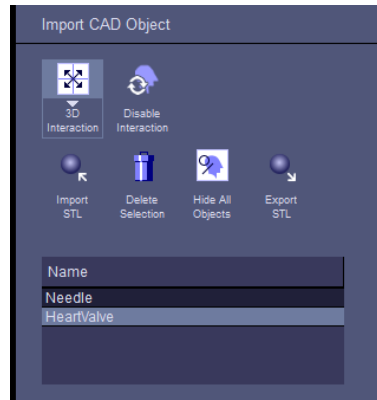 Import CAD Object
3D
Interaction
Disable
Interaction
Import
STL
Delete
Selection
Hide All
Objects
Export
STL
Name
Needle
HeartValve